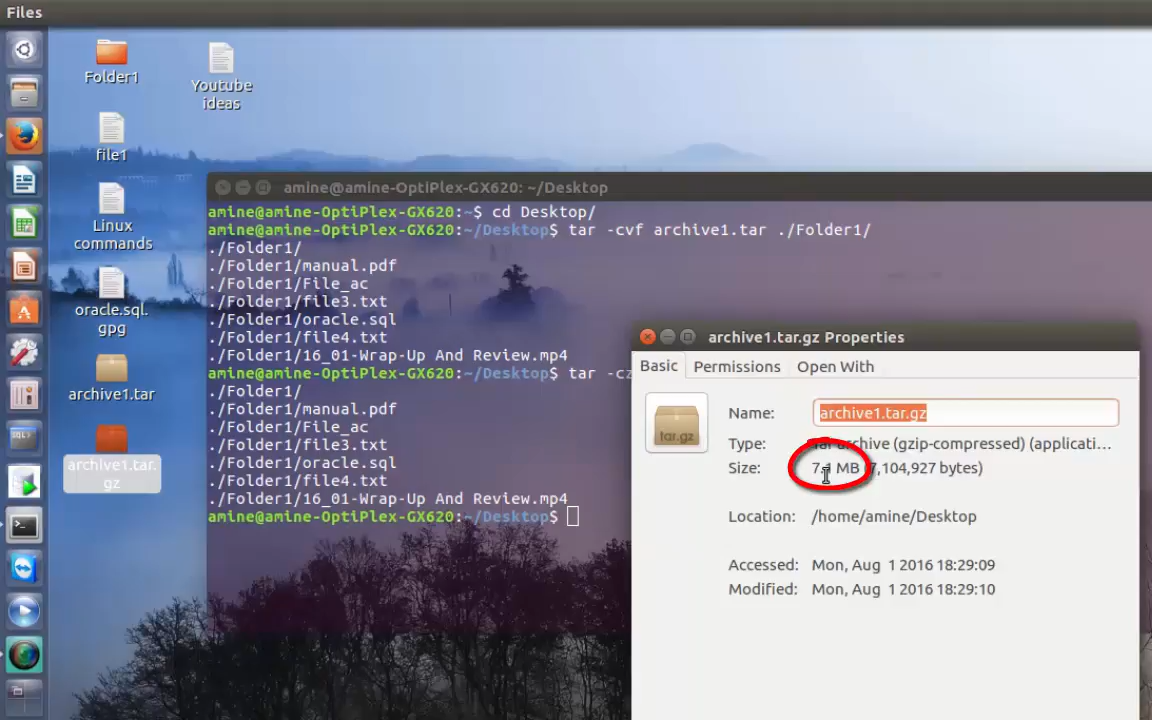 Files
Folder1
Youtube
ideas
file1
Linux
commands
oracle.sql.
gpg
archive1.tar
archive1.tar.
gz
amine@amine-OptiPlex-GX620: ~/Desktop
amine@amine-OptiPlex-GX620:~$ cd Desktop/
amine@amine-OptiPlex-GX620:~/Desktop$ tar -cvf archive1.tar ./Folder1/
./Folder1/
./Folder1/manual.pdf
./Folder1/File_ac
./Folder1/file3.txt
./Folder1/oracle.sql
./Folder1/file4.txt
./Folder1/16_01-Wrap-Up And Review.mp4
amine@amine-OptiPlex-GX620:~/Desktop$ tar -cz
./Folder1/
./Folder1/manual.pdf
./Folder1/File_ac
./Folder1/file3.txt
./Folder1/oracle.sql
./Folder1/file4.txt
./Folder1/16_01-Wrap-Up And Review.mp4
amine@amine-OptiPlex-GX620:~/Desktop$
archive1.tar.gz Properties
Basic Permissions Open With
tar.gz
Name: archive1.tar.gz
Type: Tar archive (gzip-compressed) (applicati...
Size: 7.1 MB (7,104,927 bytes)
Location: /home/amine/Desktop
Accessed: Mon, Aug 1 2016 18:29:09
Modified: Mon, Aug 1 2016 18:29:10